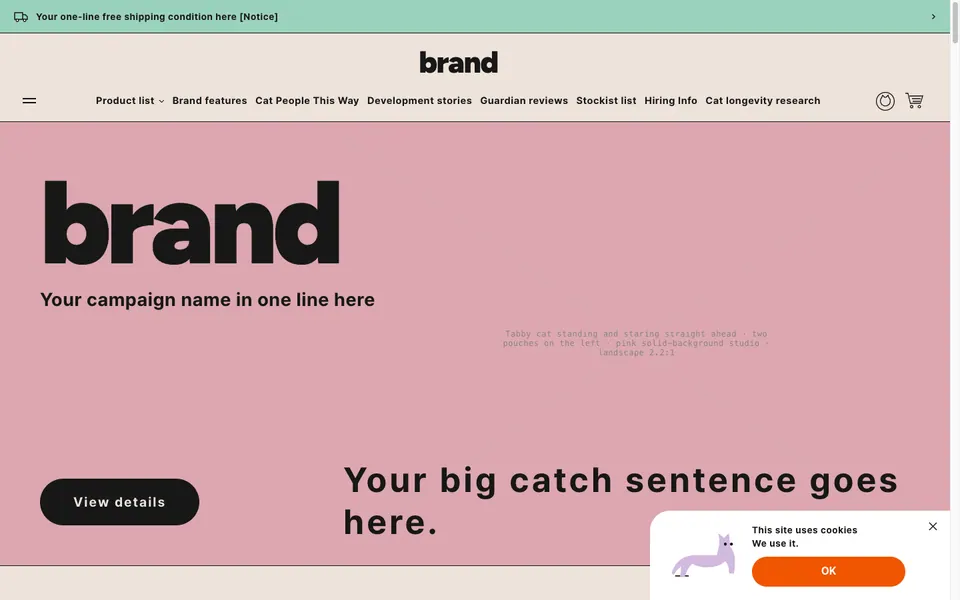 Your one-line free shipping condition here [Notice]
brand
Product list Brand features Cat People This Way Development stories Guardian reviews Stockist list Hiring Info Cat longevity research
brand
Your campaign name in one line here
Tabby cat standing and staring straight ahead · two
pouches on the left · pink solid-background studio ·
landscape 2.2:1
View details
Your big catch sentence goes
here.
This site uses cookies
We use it.
OK